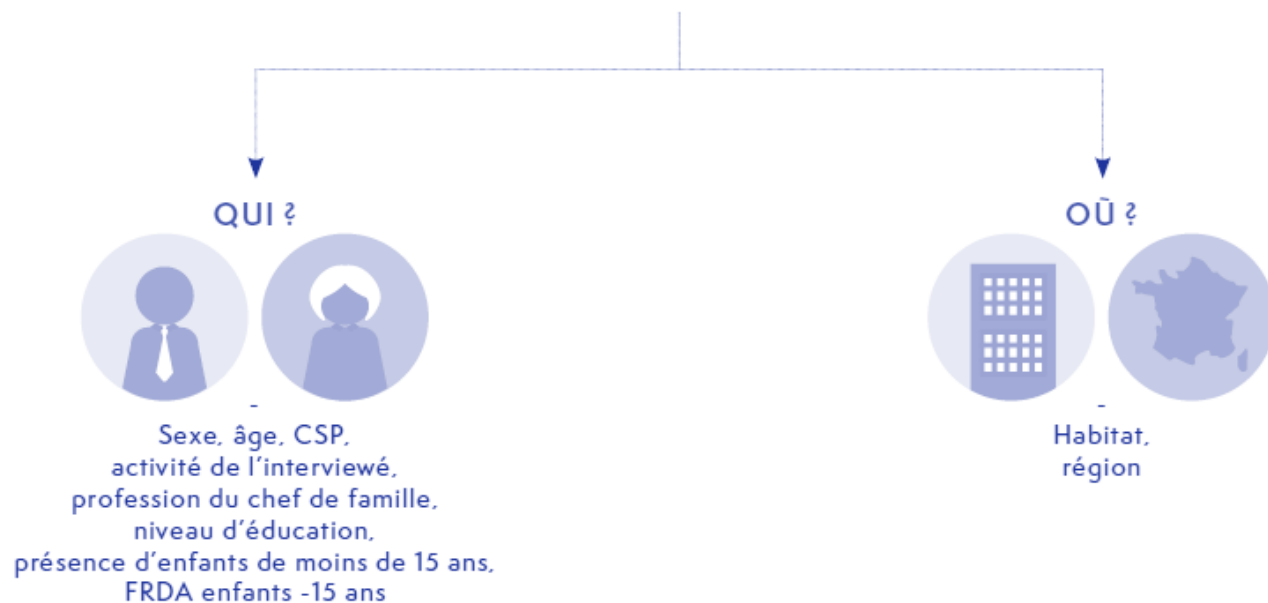 QUI ?
-
Sexe, âge, CSP,
activité de l'interviewé,
profession du chef de famille,
niveau d'éducation,
présence d'enfants de moins de 15 ans,
FRDA enfants -15 ans
OÙ ?
-
Habitat,
région